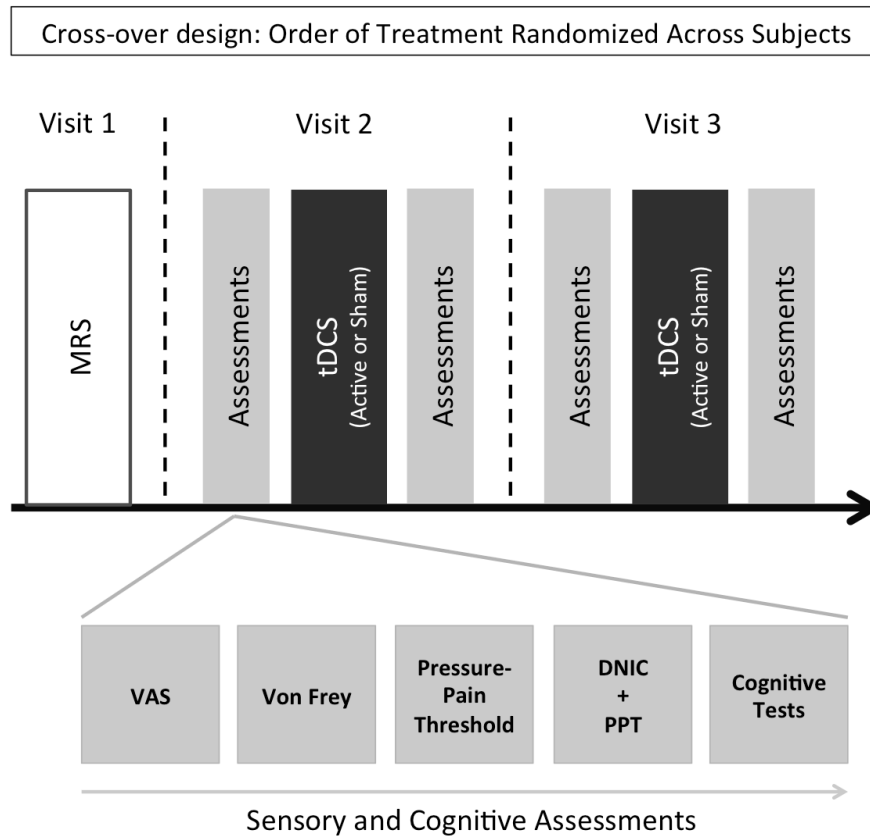 Cross-over design: Order of Treatment Randomized Across Subjects
Visit 1
Visit 2
Visit 3
MRS
Assessments
tDCS
(Active or Sham)
Assessments
Assessments
tDCS
(Active or Sham)
Assessments
VAS
Von Frey
Pressure-
Pain
Threshold
DNIC
+
PPT
Cognitive
Tests
Sensory and Cognitive Assessments